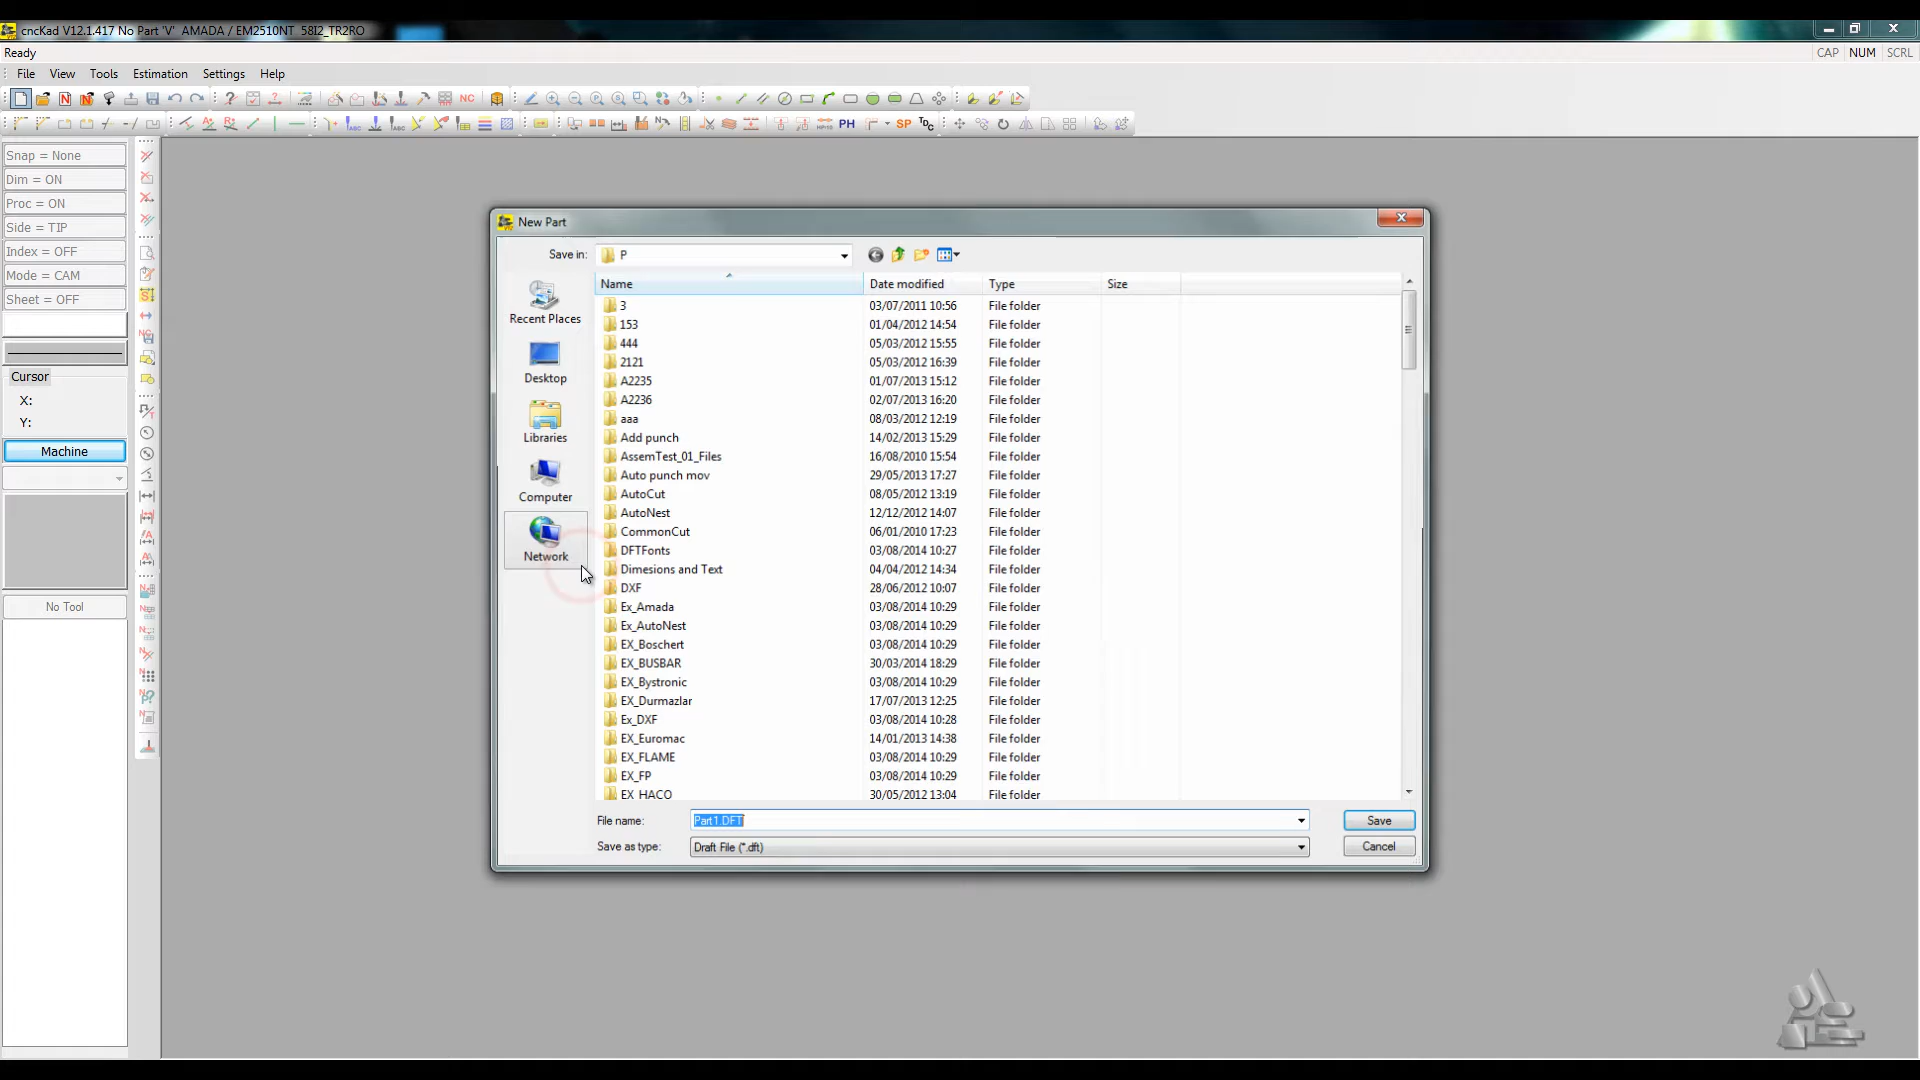 cncKad V12.1.417 No Part 'V' AMADA / EM2510NT 58I2_TR2RO
Ready CAP NUM SCRL
File View Tools Estimation Settings Help
NC
PH SP TDC
Snap = None
Dim = ON
Proc = ON
Side = TIP
Index = OFF
Mode = CAM
Sheet = OFF
Cursor
X:
Y:
Machine
No Tool
New Part
Save in: P
Recent Places
Desktop
Libraries
Computer
Network
Name Date modified Type Size
3 03/07/2011 10:56 File folder
153 01/04/2012 14:54 File folder
444 05/03/2012 15:55 File folder
2121 05/03/2012 16:39 File folder
A2235 01/07/2013 15:12 File folder
A2236 02/07/2013 16:20 File folder
aaa 08/03/2012 12:19 File folder
Add punch 14/02/2013 15:29 File folder
AssemTest_01_Files 16/08/2010 15:54 File folder
Auto punch mov 29/05/2013 17:27 File folder
AutoCut 08/05/2012 13:19 File folder
AutoNest 12/12/2012 14:07 File folder
CommonCut 06/01/2010 17:23 File folder
DFTFonts 03/08/2014 10:27 File folder
Dimesions and Text 04/04/2012 14:34 File folder
DXF 28/06/2012 10:07 File folder
Ex_Amada 03/08/2014 10:29 File folder
Ex_AutoNest 03/08/2014 10:29 File folder
EX_Boschert 03/08/2014 10:29 File folder
EX_BUSBAR 30/03/2014 18:29 File folder
EX_Bystronic 03/08/2014 10:29 File folder
EX_Durmazlar 17/07/2013 12:25 File folder
Ex_DXF 03/08/2014 10:28 File folder
EX_Euromac 14/01/2013 14:38 File folder
EX_FLAME 03/08/2014 10:29 File folder
EX_FP 03/08/2014 10:29 File folder
EX_HACO 30/05/2012 13:04 File folder
File name: Part1.DFT Save
Save as type: Draft File (*.dft) Cancel